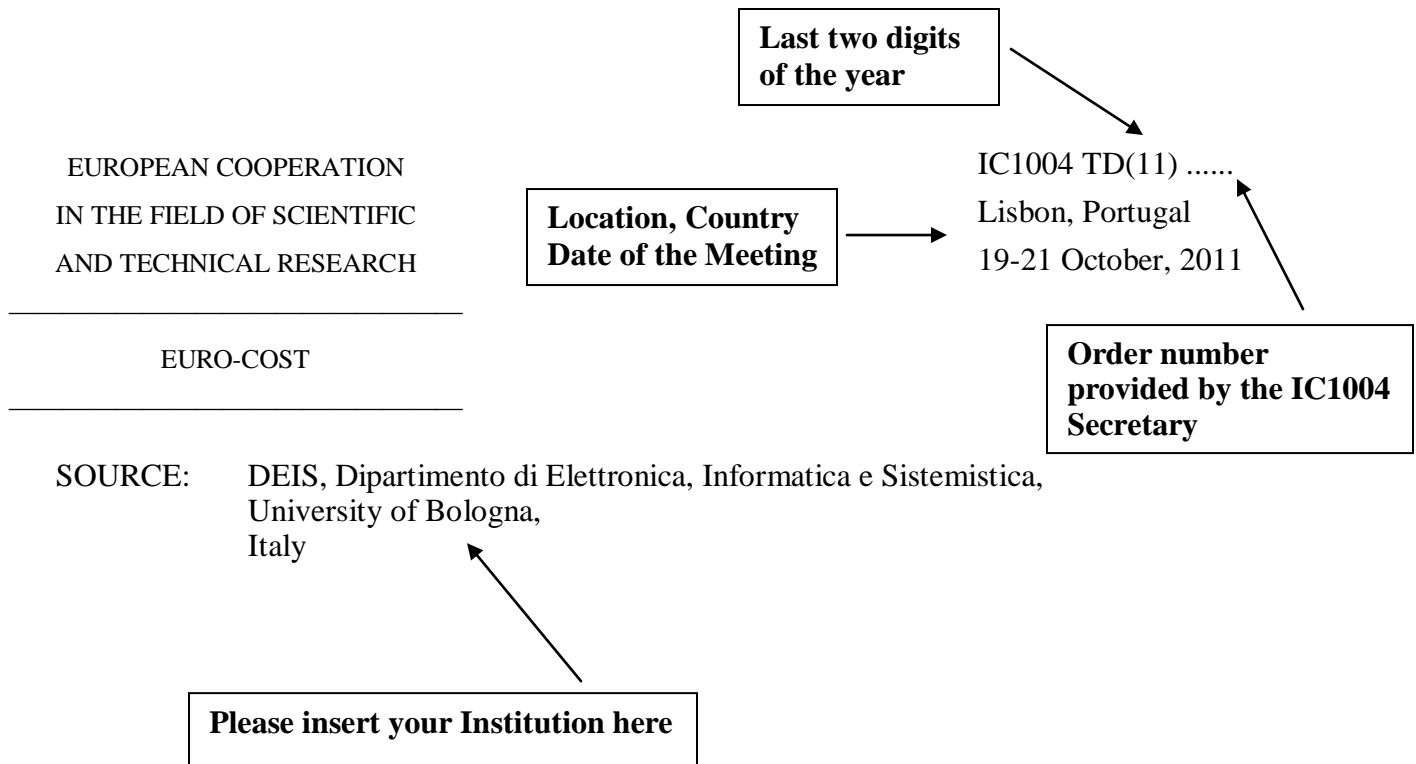 Last two digits
of the year
EUROPEAN COOPERATION
IN THE FIELD OF SCIENTIFIC
AND TECHNICAL RESEARCH
EURO-COST
Location, Country
Date of the Meeting
IC1004 TD(11) ......
Lisbon, Portugal
19-21 October, 2011
Order number
provided by the IC1004
Secretary
SOURCE: DEIS, Dipartimento di Elettronica, Informatica e Sistemistica,
University of Bologna,
Italy
Please insert your Institution here